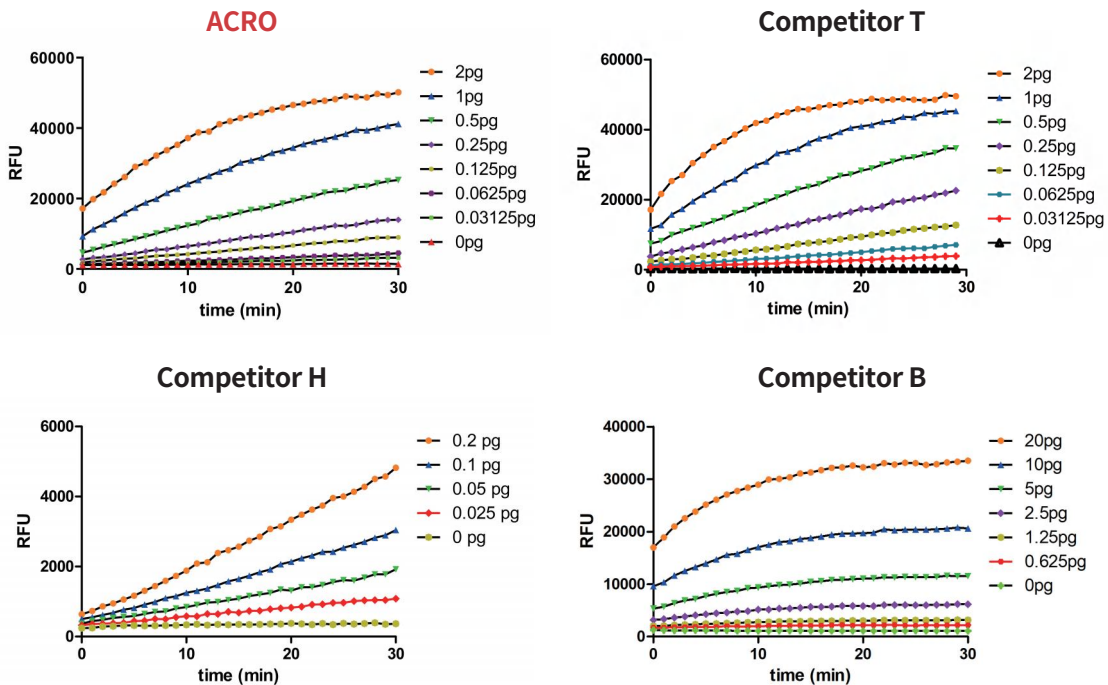 ACRO
60000
40000
20000
0
RFU
0
10
20
30
time (min)
2pg
1pg
0.5pg
0.25pg
0.125pg
0.0625pg
0.03125pg
0pg
Competitor T
60000
40000
20000
0
RFU
0
10
20
30
time (min)
2pg
1pg
0.5pg
0.25pg
0.125pg
0.0625pg
0.03125pg
0pg
Competitor H
6000
4000
2000
0
RFU
0
10
20
30
time (min)
0.2 pg
0.1 pg
0.05 pg
0.025 pg
0 pg
Competitor B
40000
30000
20000
10000
0
RFU
0
10
20
30
time (min)
20pg
10pg
5pg
2.5pg
1.25pg
0.625pg
0pg